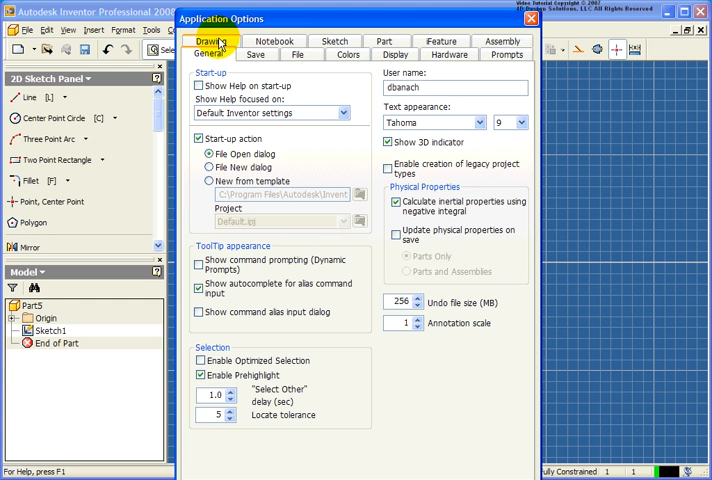 Autodesk Inventor Professional 2008
Video Tutorial Copyright © 2007
4D Design Solutions, LLC All Rights Reserved
Application Options
File Edit View Insert Format Tools
Drawing Notebook Sketch Part iFeature Assembly
General Save File Colors Display Hardware Prompts
2D Sketch Panel
Line [L]
Center Point Circle [C]
Three Point Arc
Two Point Rectangle
Fillet [F]
Point, Center Point
Polygon
Mirror
Model
Part5
Origin
Sketch1
End of Part
For Help, press F1
Start-up
Show Help on start-up
Show Help focused on:
Default Inventor settings
Start-up action
File Open dialog
File New dialog
New from template
C:\Program Files\Autodesk\Invent
Project
Default.ipj
ToolTip appearance
Show command prompting (Dynamic
Prompts)
Show autocomplete for alias command
input
Show command alias input dialog
Selection
Enable Optimized Selection
Enable Prehighlight
1.0 "Select Other"
delay (sec)
5 Locate tolerance
User name:
dbanach
Text appearance:
Tahoma 9
Show 3D indicator
Enable creation of legacy project
types
Physical Properties
Calculate inertial properties using
negative integral
Update physical properties on
save
Parts Only
Parts and Assemblies
256 Undo file size (MB)
1 Annotation scale
Constrained 1 1